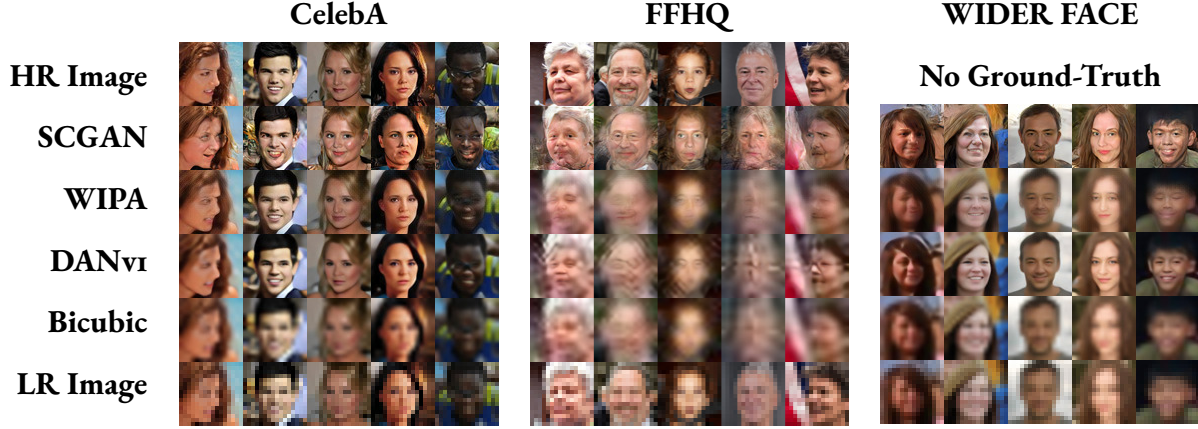 CelebA
FFHQ
WIDER FACE
HR Image
No Ground-Truth
SCGAN
WIPA
DANv1
Bicubic
LR Image